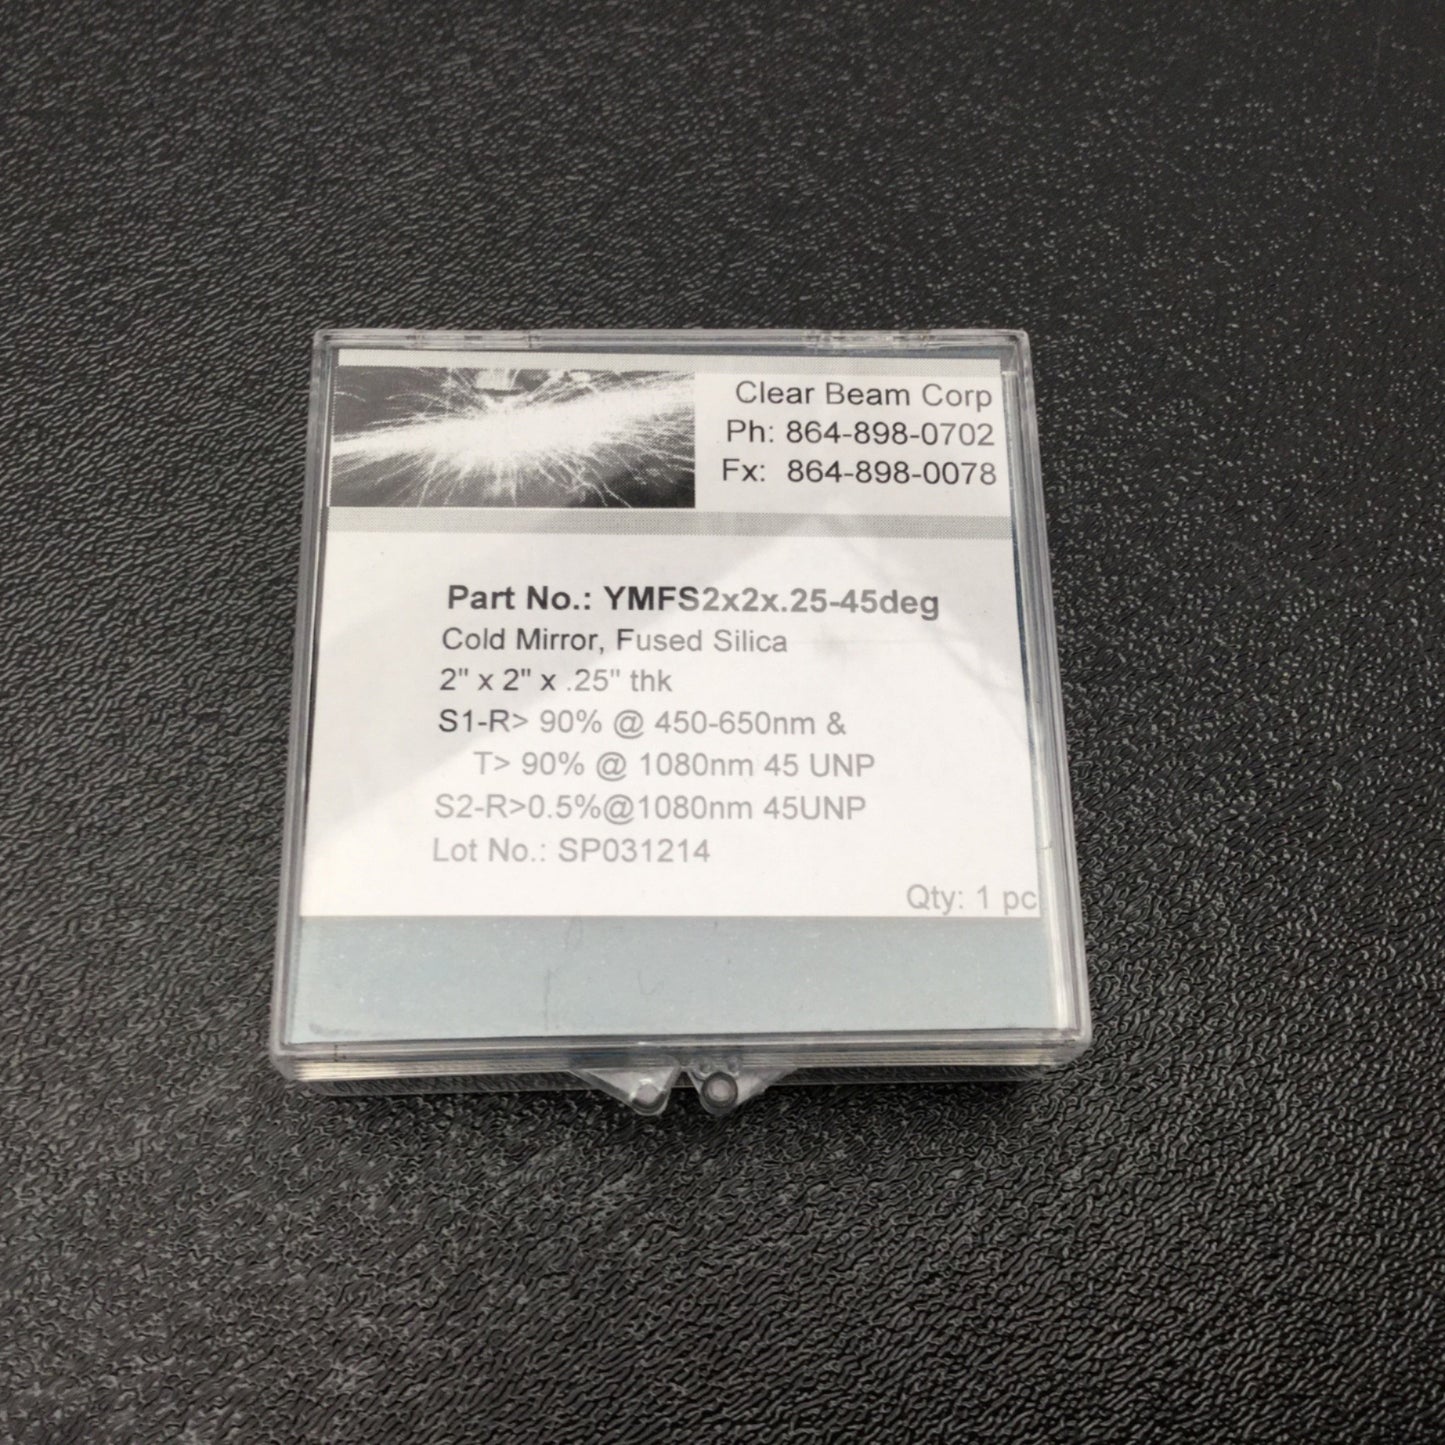 Clear Beam Corp
Ph: 864-898-0702
Fx: 864-898-0078
Part No.: YMFS2x2x.25-45deg
Cold Mirror, Fused Silica
2" x 2" x .25" thk
S1-R> 90% @ 450-650nm &
T> 90% @ 1080nm 45 UNP
S2-R>0.5%@1080nm 45UNP
Lot No.: SP031214
Qty: 1 pc